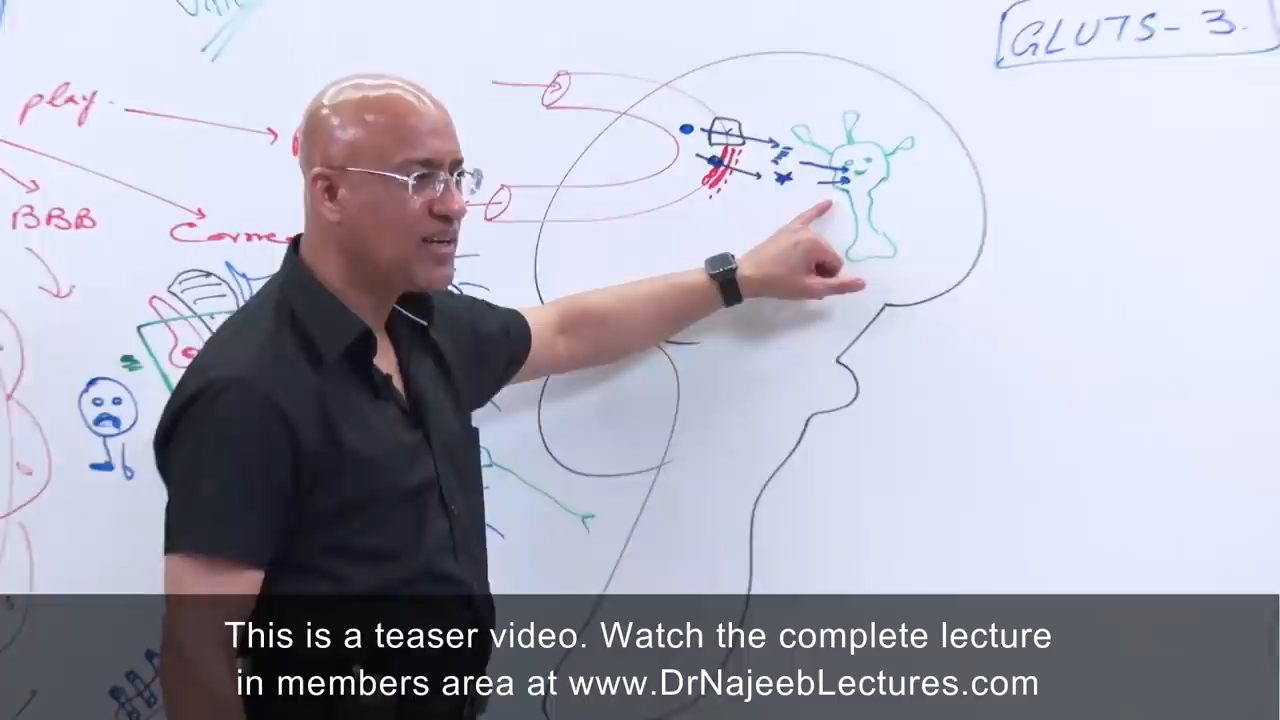 GLUTS-3.
play.
BBB
This is a teaser video. Watch the complete lecture
in members area at www.DrNajeebLectures.com